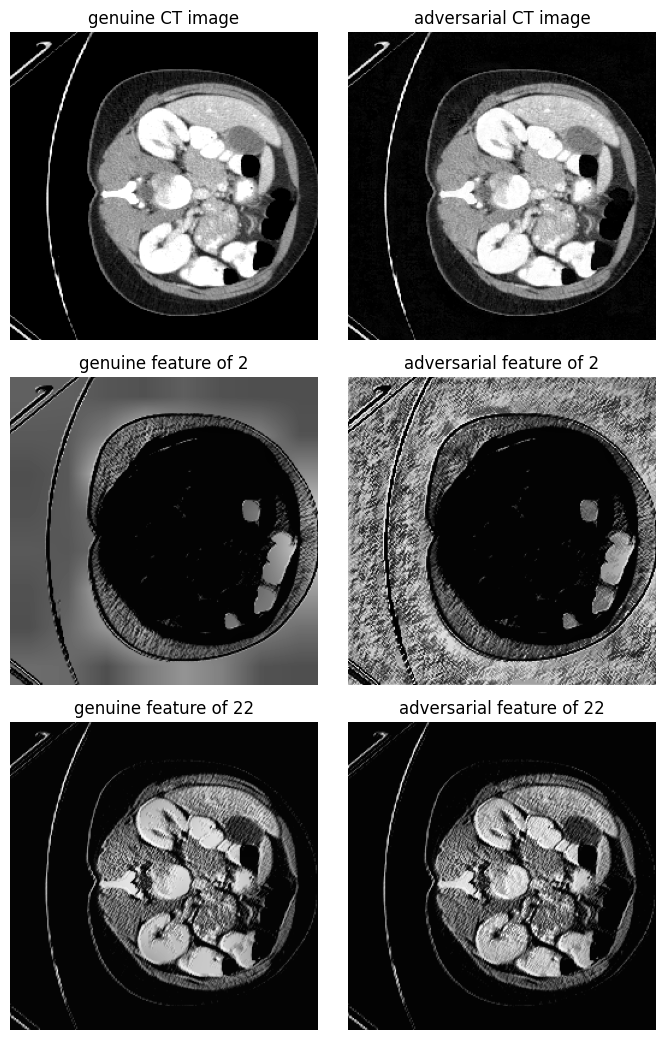 genuine CT image
adversarial CT image
genuine feature of 2
adversarial feature of 2
genuine feature of 22
adversarial feature of 22